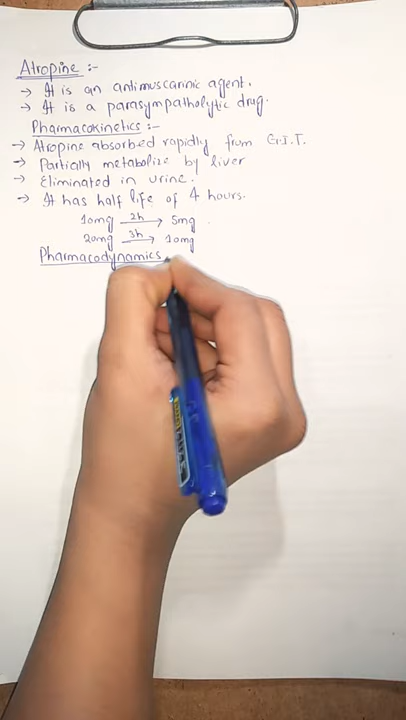 Atropine :-
→ It is an antimuscarinic agent.
→ It is a parasympatholytic drug.
Pharmacokinetics :-
→ Atropine absorbed rapidly from G.I.T.
→ Partially metabolize by liver
→ Eliminated in urine.
→ It has half life of 4 hours.
10mg 2h→ 5mg
20mg 3h→ 10mg
Pharmacodynamics